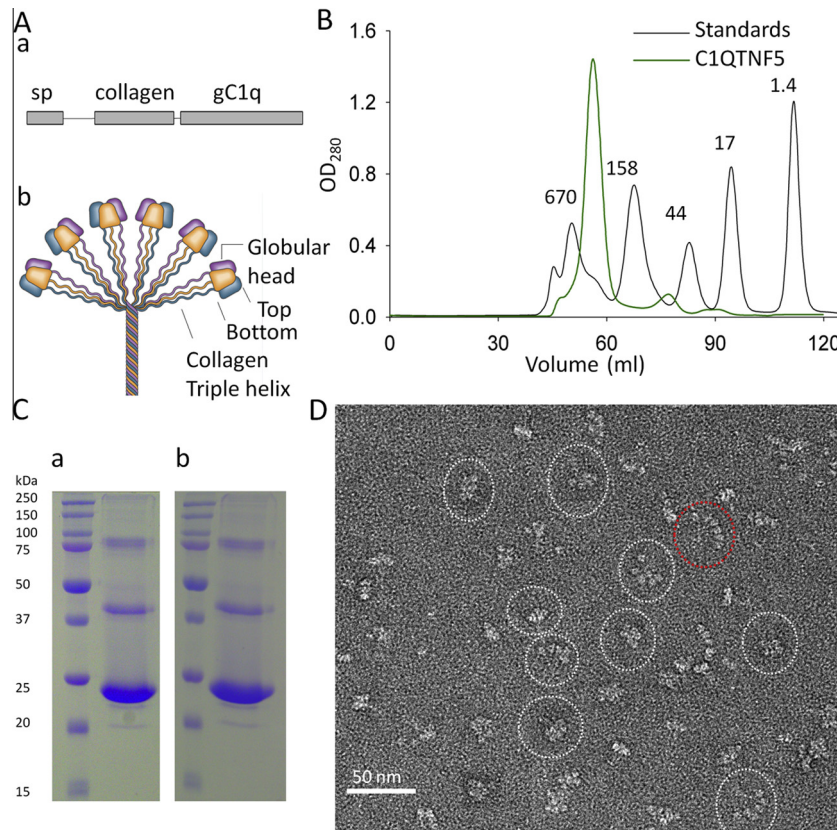 A
a
sp collagen gC1q
b
Globular
head
Top
Bottom
Collagen
Triple helix
B
Standards
C1QTNF5
1.6
1.2
0.8
0.4
0.0
OD280
670
158
44
17
1.4
0 30 60 90 120
Volume (ml)
C
a b
kDa
250
150
100
75
50
37
25
20
15
D
50 nm